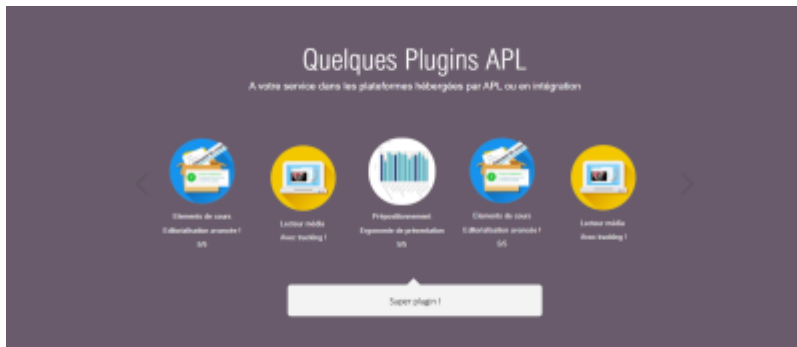 Quelques Plugins APL
A votre service dans les plateformes hébergées par APL ou en intégration
Elements de cours
Editorialisation avancée !
5/5
Lecteur média
Avec tracking !
Prépositionnement
Ergonomie de présentation
5/5
Elements de cours
Editorialisation avancée !
5/5
Lecteur média
Avec tracking !
Super plugin !